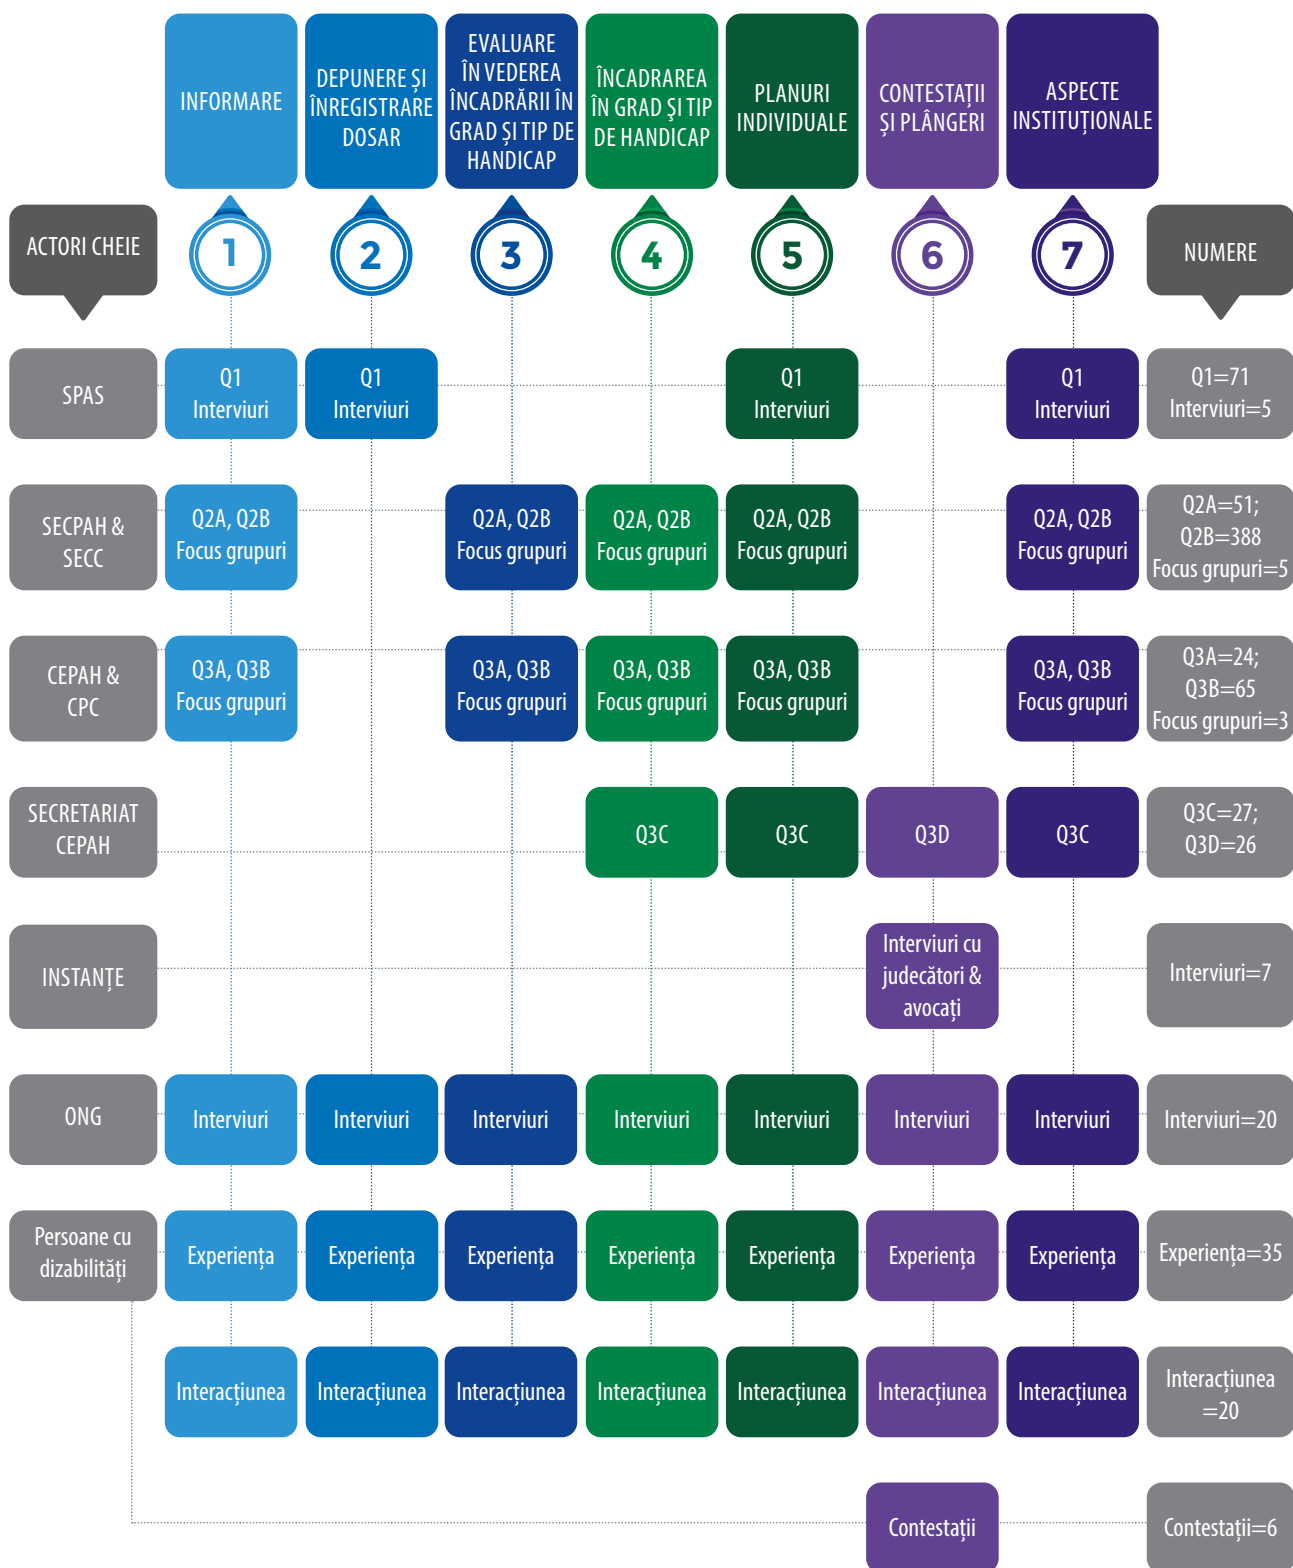 INFORMARE
DEPUNERE ȘI
ÎNREGISTRARE
DOSAR
EVALUARE
ÎN VEDEREA
ÎNCADRĂRII ÎN
GRAD ȘI TIP DE
HANDICAP
ÎNCADRAREA
ÎN GRAD ŞI TIP
DE HANDICAP
PLANURI
INDIVIDUALE
CONTESTAȚII
ȘI PLÂNGERI
ASPECTE
INSTITUȚIONALE
ACTORI CHEIE
1
2
3
4
5
6
7
NUMERE
SPAS
Q1
Interviuri
Q1
Interviuri
Q1
Interviuri
Q1
Interviuri
Q1=71
Interviuri=5
SECPAH &
SECC
Q2A, Q2B
Focus grupuri
Q2A, Q2B
Focus grupuri
Q2A, Q2B
Focus grupuri
Q2A, Q2B
Focus grupuri
Q2A, Q2B
Focus grupuri
Q2A=51;
Q2B=388
Focus grupuri=5
CEPAH &
CPC
Q3A, Q3B
Focus grupuri
Q3A, Q3B
Focus grupuri
Q3A, Q3B
Focus grupuri
Q3A, Q3B
Focus grupuri
Q3A, Q3B
Focus grupuri
Q3A=24;
Q3B=65
Focus grupuri=3
SECRETARIAT
CEPAH
Q3C
Q3C
Q3D
Q3C
Q3C=27;
Q3D=26
INSTANȚE
Interviuri cu
judecători &
avocați
Interviuri=7
ONG
Interviuri
Interviuri
Interviuri
Interviuri
Interviuri
Interviuri
Interviuri
Interviuri=20
Persoane cu
dizabilități
Experiența
Experiența
Experiența
Experiența
Experiența
Experiența
Experiența
Experiența=35
Interacțiunea
Interacțiunea
Interacțiunea
Interacțiunea
Interacțiunea
Interacțiunea
Interacțiunea
Interacțiunea
=20
Contestații
Contestații=6